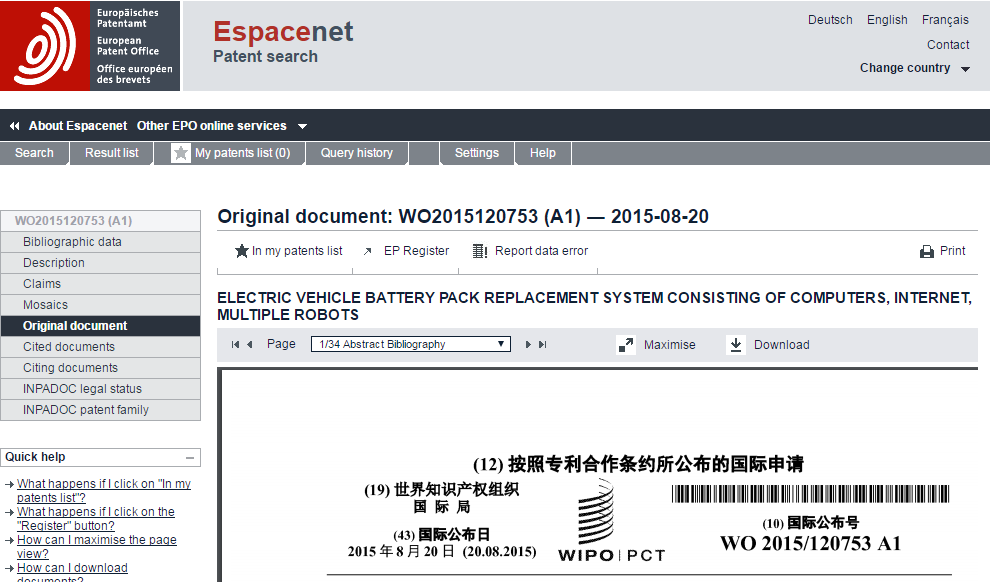 Europäisches
Patentamt
European
Patent Office
Office européen
des brevets
Espacenet
Patent search
Deutsch English Français
Contact
Change country
About Espacenet Other EPO online services
Search Result list My patents list (0) Query history Settings Help
WO2015120753 (A1)
Bibliographic data
Description
Claims
Mosaics
Original document
Cited documents
Citing documents
INPADOC legal status
INPADOC patent family
Quick help
What happens if I click on "In my
patents list"?
What happens if I click on the
"Register" button?
How can I maximise the page
view?
How can I download
documents?
Original document: WO2015120753 (A1) — 2015-08-20
In my patents list EP Register Report data error Print
ELECTRIC VEHICLE BATTERY PACK REPLACEMENT SYSTEM CONSISTING OF COMPUTERS, INTERNET,
MULTIPLE ROBOTS
Page 1/34 Abstract Bibliography Maximise Download
(12) 按照专利合作条约所公布的国际申请
(19) 世界知识产权组织
国 际 局
(43) 国际公布日
2015 年 8 月 20 日 (20.08.2015)
WIPO | PCT
(10) 国际公布号
WO 2015/120753 A1